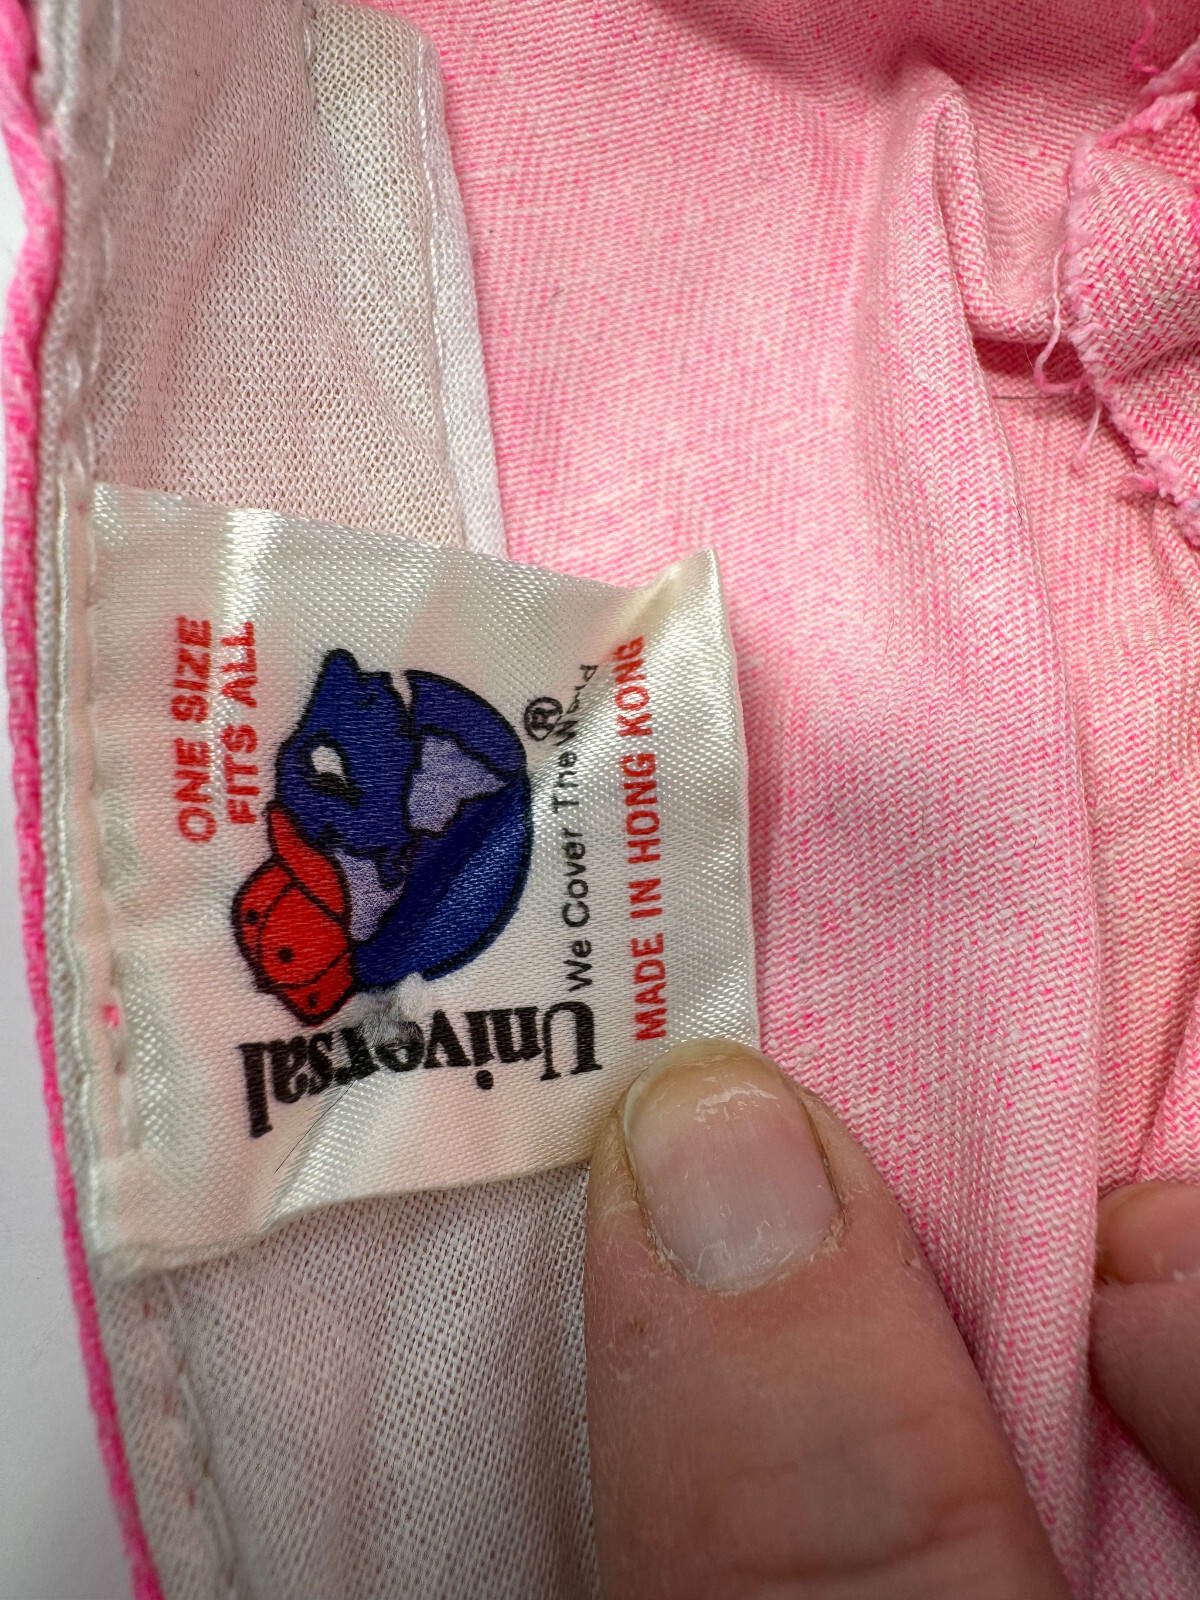 ONE SIZE
FITS ALL
Universal
®
We Cover The World
MADE IN HONG KONG